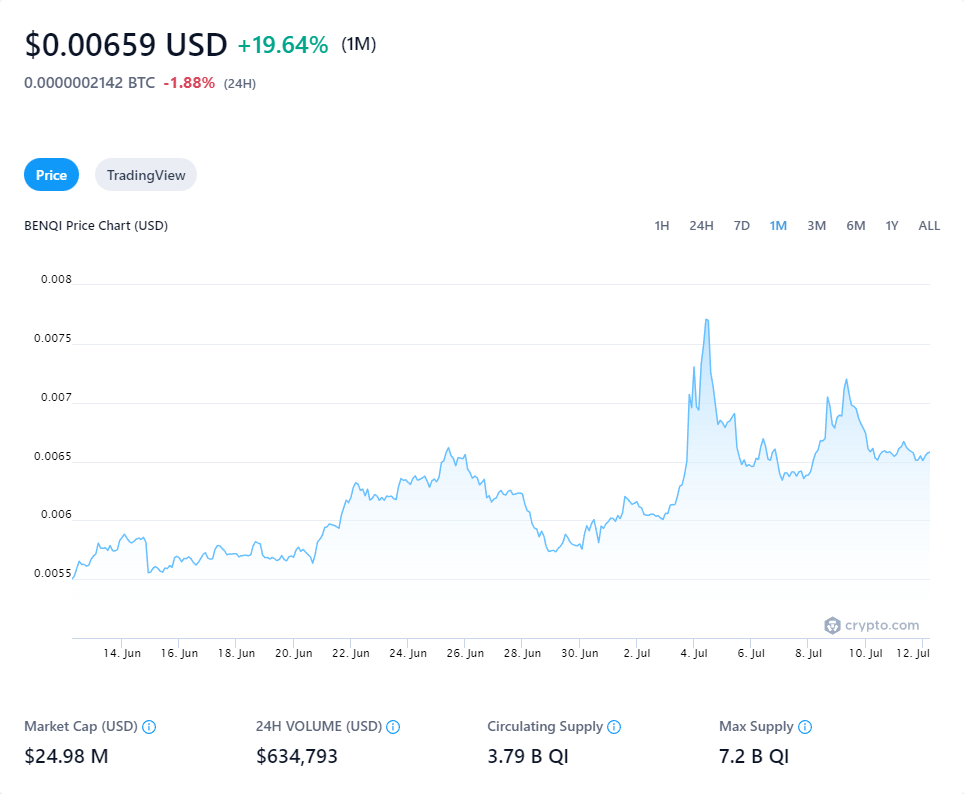 $0.00659 USD +19.64% (1M)
0.0000002142 BTC -1.88% (24H)
Price TradingView
BENQI Price Chart (USD) 1H 24H 7D 1M 3M 6M 1Y ALL
0.008
0.0075
0.007
0.0065
0.006
0.0055
crypto.com
14. Jun 16. Jun 18. Jun 20. Jun 22. Jun 24. Jun 26. Jun 28. Jun 30. Jun 2. Jul 4. Jul 6. Jul 8. Jul 10. Jul 12. Jul
Market Cap (USD) 24H VOLUME (USD) Circulating Supply Max Supply
$24.98 M $634,793 3.79 B QI 7.2 B QI